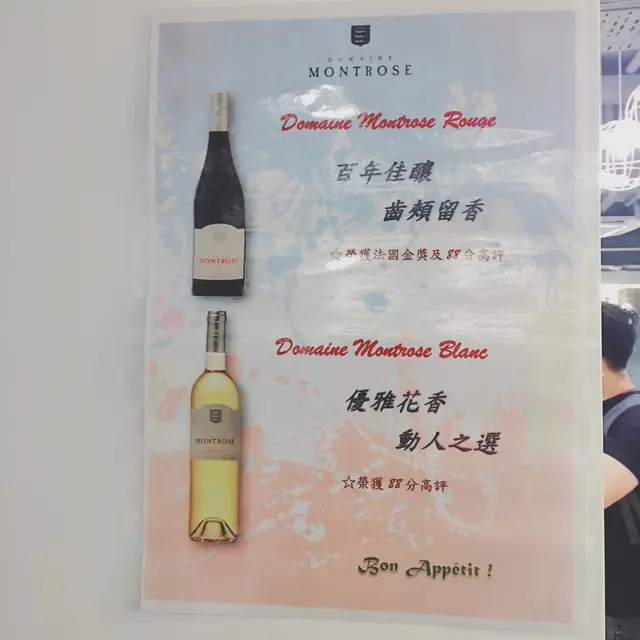 DOMAINE
MONTROSE
Domaine Montrose Rouge
百年佳釀
齒頰留香
☆榮獲法國金獎及88分高評
MONTROSE
Domaine Montrose Blanc
優雅花香
動人之選
☆榮獲88分高評
MONTROSE
Bon Appétit !